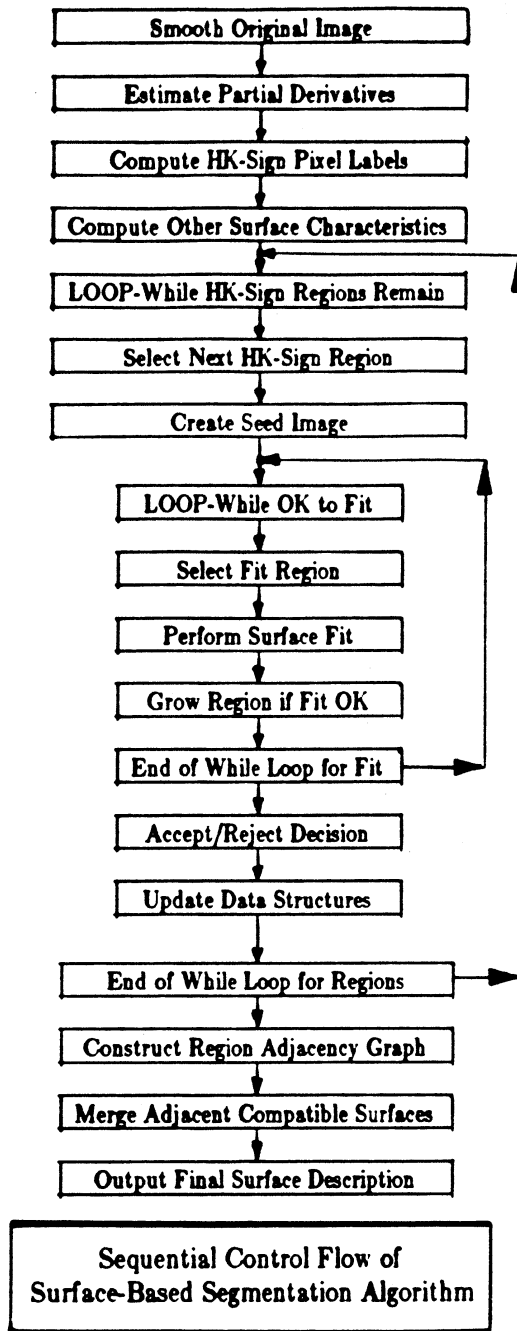 Smooth Original Image
Estimate Partial Derivatives
Compute HK-Sign Pixel Labels
Compute Other Surface Characteristics
LOOP-While HK-Sign Regions Remain
Select Next HK-Sign Region
Create Seed Image
LOOP-While OK to Fit
Select Fit Region
Perform Surface Fit
Grow Region if Fit OK
End of While Loop for Fit
Accept/Reject Decision
Update Data Structures
End of While Loop for Regions
Construct Region Adjacency Graph
Merge Adjacent Compatible Surfaces
Output Final Surface Description
Sequential Control Flow of
Surface-Based Segmentation Algorithm